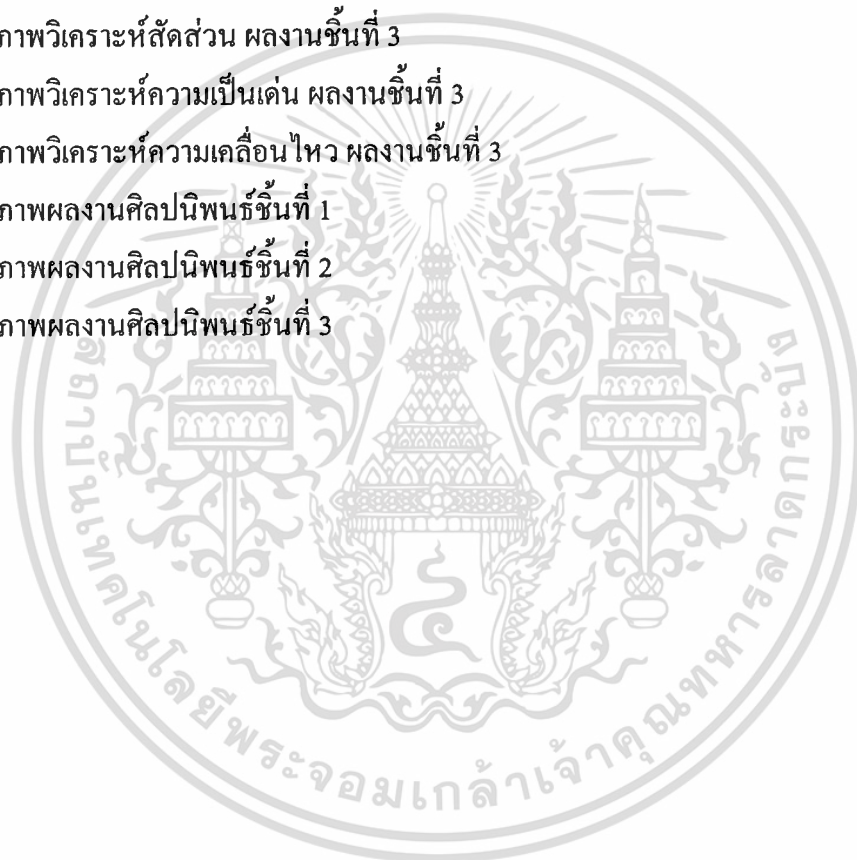 ภาพวิเคราะห์สัดส่วน ผลงานชิ้นที่ 3
ภาพวิเคราะห์ความเป็นเด่น ผลงานชิ้นที่ 3
ภาพวิเคราะห์ความเคลื่อนไหว ผลงานชิ้นที่ 3
ภาพผลงานศิลปนิพนธ์ชิ้นที่ 1
ภาพผลงานศิลปนิพนธ์ชิ้นที่ 2
ภาพผลงานศิลปนิพนธ์ชิ้นที่ 3
สถาบันเทคโนโลยีพระจอมเกล้าเจ้าคุณทหารลาดกระบัง
๔